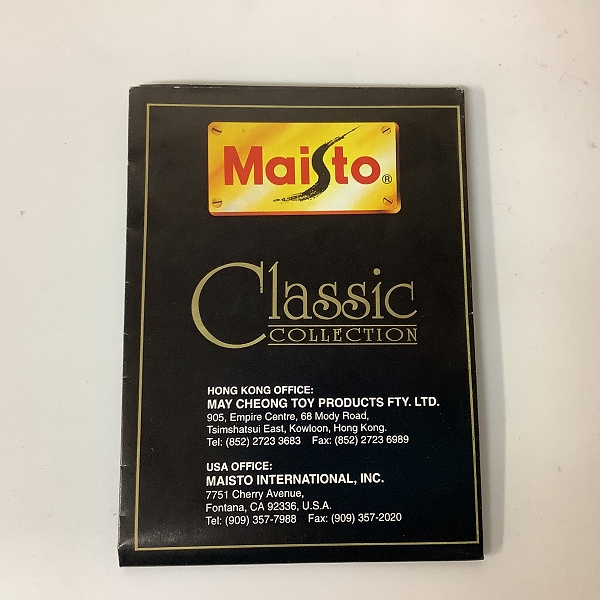 Maisto®
Classic
COLLECTION
HONG KONG OFFICE:
MAY CHEONG TOY PRODUCTS FTY. LTD.
905, Empire Centre, 68 Mody Road,
Tsimshatsui East, Kowloon, Hong Kong.
Tel: (852) 2723 3683 Fax: (852) 2723 6989
USA OFFICE:
MAISTO INTERNATIONAL, INC.
7751 Cherry Avenue,
Fontana, CA 92336, U.S.A.
Tel: (909) 357-7988 Fax: (909) 357-2020